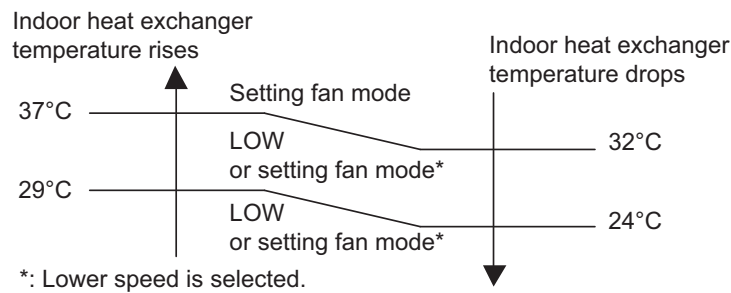 Indoor heat exchanger
temperature rises
Indoor heat exchanger
temperature drops
Setting fan mode
37°C
LOW
or setting fan mode*
32°C
29°C
LOW
or setting fan mode*
24°C
*: Lower speed is selected.